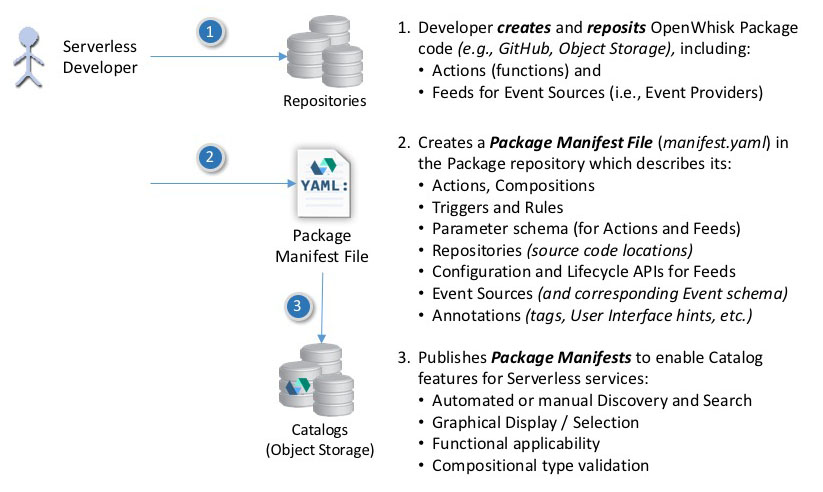 Serverless
Developer
1
Repositories
1. Developer creates and reposits OpenWhisk Package
code (e.g., GitHub, Object Storage), including:
• Actions (functions) and
• Feeds for Event Sources (i.e., Event Providers)
2
YAML:
Package
Manifest File
2. Creates a Package Manifest File (manifest.yaml) in
the Package repository which describes its:
• Actions, Compositions
• Triggers and Rules
• Parameter schema (for Actions and Feeds)
• Repositories (source code locations)
• Configuration and Lifecycle APIs for Feeds
• Event Sources (and corresponding Event schema)
• Annotations (tags, User Interface hints, etc.)
3
Catalogs
(Object Storage)
3. Publishes Package Manifests to enable Catalog
features for Serverless services:
• Automated or manual Discovery and Search
• Graphical Display / Selection
• Functional applicability
• Compositional type validation